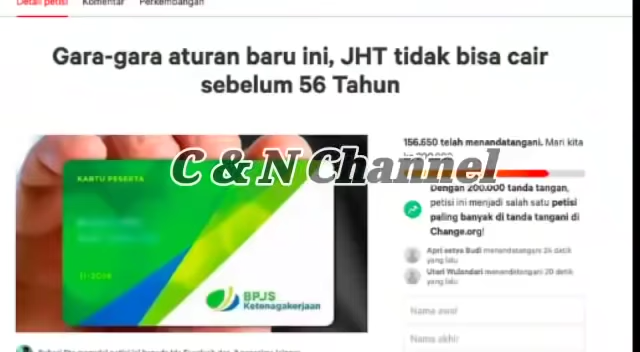 Detail petisi Komentar Perkembangan
Gara-gara aturan baru ini, JHT tidak bisa cair
sebelum 56 Tahun
156.650 telah menandatangani. Mari kita
C & N Channel
KARTU PESERTA
Dengan 200.000 tanda tangan,
petisi ini menjadi salah satu petisi
paling banyak di tanda tangani di
Change.org!
Apri setya Budi menandatangani 24 detik
yang lalu
Utari Wulandari menandatangani 20 detik
yang lalu
BPJS
Ketenagakerjaan
Nama awal
Nama akhir